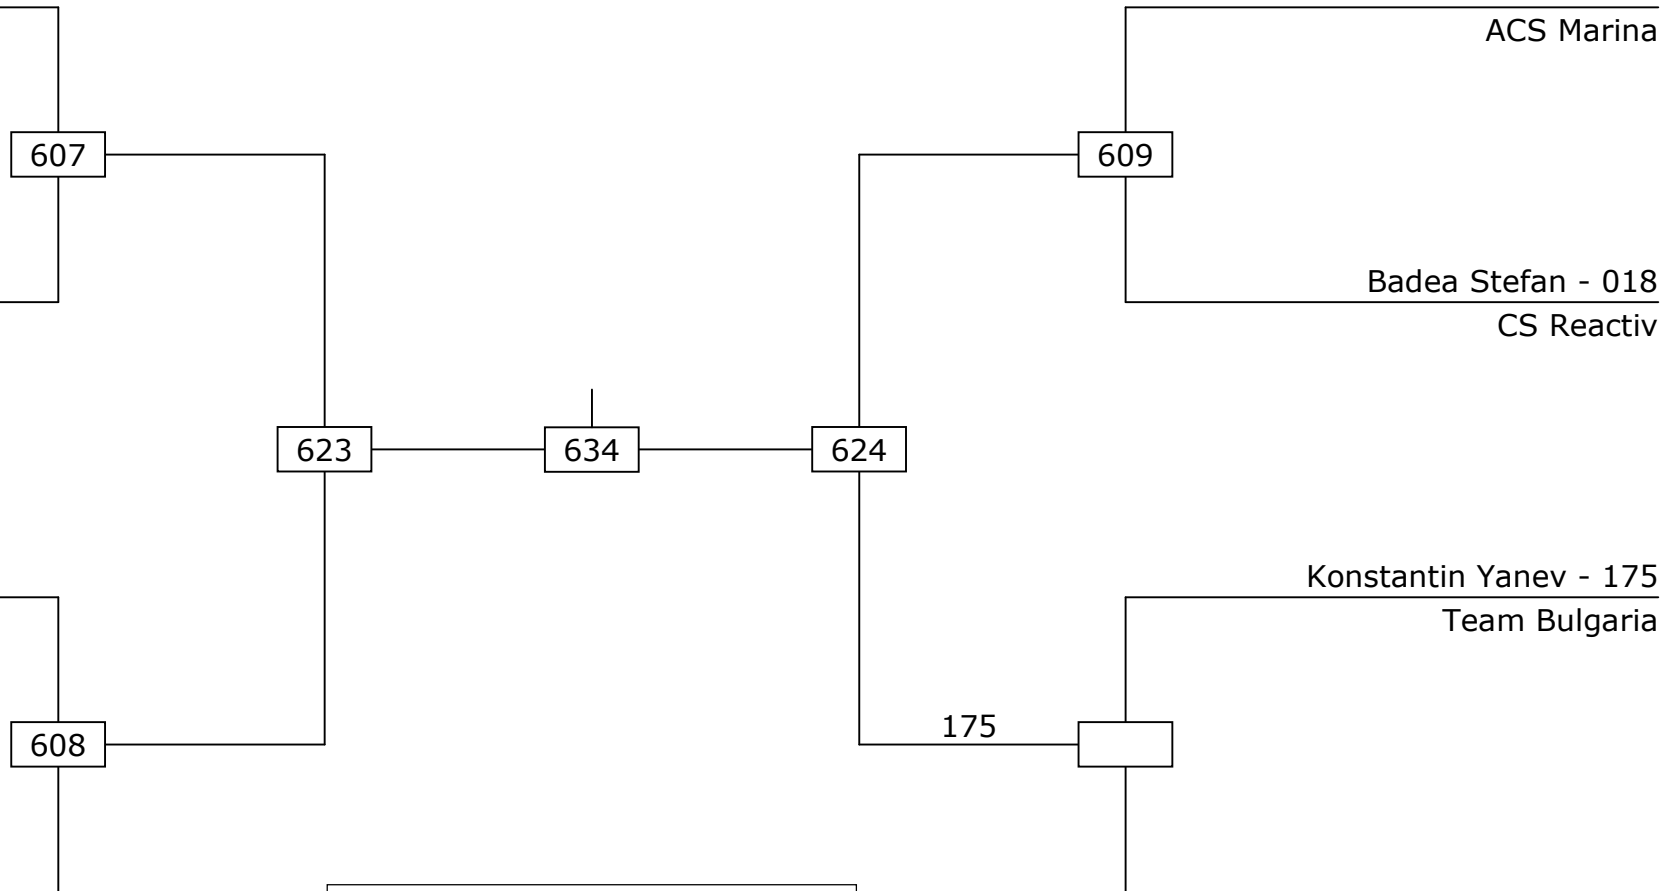 ACS Marina
607
609
Badea Stefan - 018
CS Reactiv
623
634
624
Konstantin Yanev - 175
Team Bulgaria
175
608